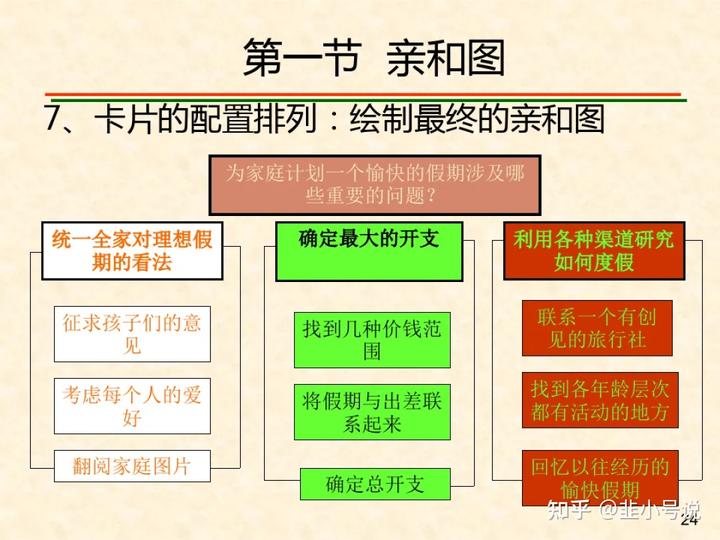 第一节 亲和图
7、卡片的配置排列：绘制最终的亲和图
为家庭计划一个愉快的假期涉及哪
些重要的问题？
统一全家对理想假
期的看法
征求孩子们的意
见
考虑每个人的爱
好
翻阅家庭图片
确定最大的开支
找到几种价钱范
围
将假期与出差联
系起来
确定总开支
利用各种渠道研究
如何度假
联系一个有创
见的旅行社
找到各年龄层次
都有活动的地方
回忆以往经历的
愉快假期
知乎 @韭小号说
24